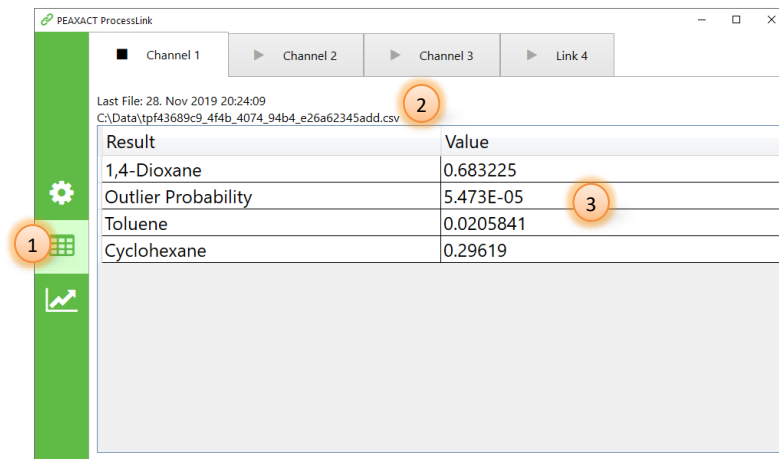 PEAXACT ProcessLink
Channel 1 Channel 2 Channel 3 Link 4
Last File: 28. Nov 2019 20:24:09
2
C:\Data\tpf43689c9_4f4b_4074_94b4_e26a62345add.csv
Result Value
1,4-Dioxane 0.683225
Outlier Probability 5.473E-05
3
Toluene 0.0205841
1
Cyclohexane 0.29619